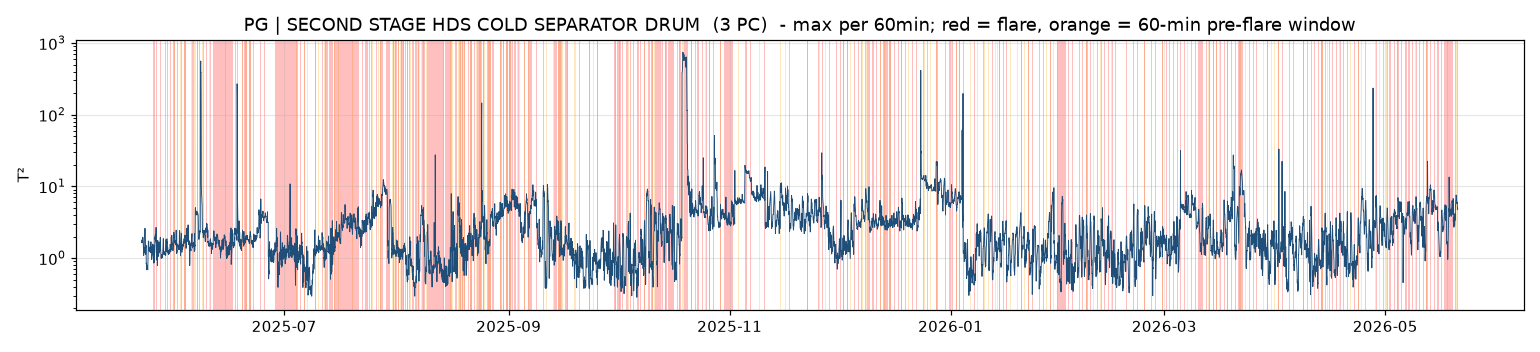 PG | SECOND STAGE HDS COLD SEPARATOR DRUM  (3 PC)  - max per 60min; red = flare, orange = 60-min pre-flare window
T²
10³
10²
10¹
10⁰
2025-07 2025-09 2025-11 2026-01 2026-03 2026-05